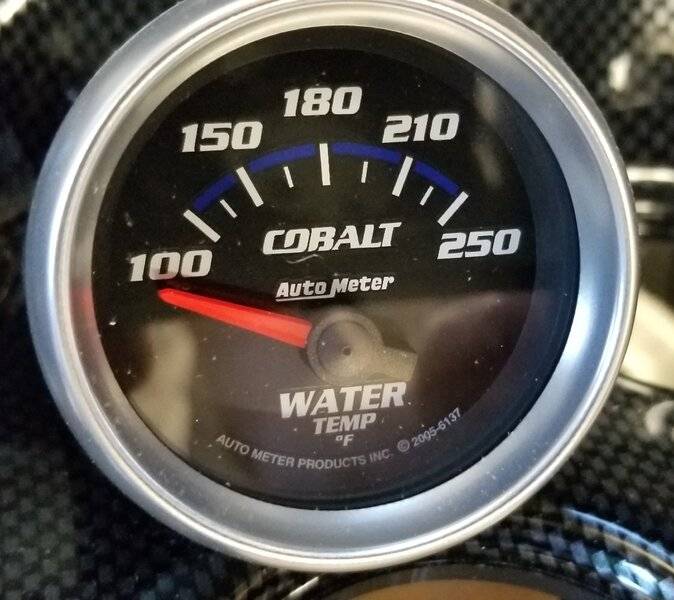 100 150 180 210 250
COBALT
Auto Meter
WATER
TEMP
°F
AUTO METER PRODUCTS INC. © 2005-6137